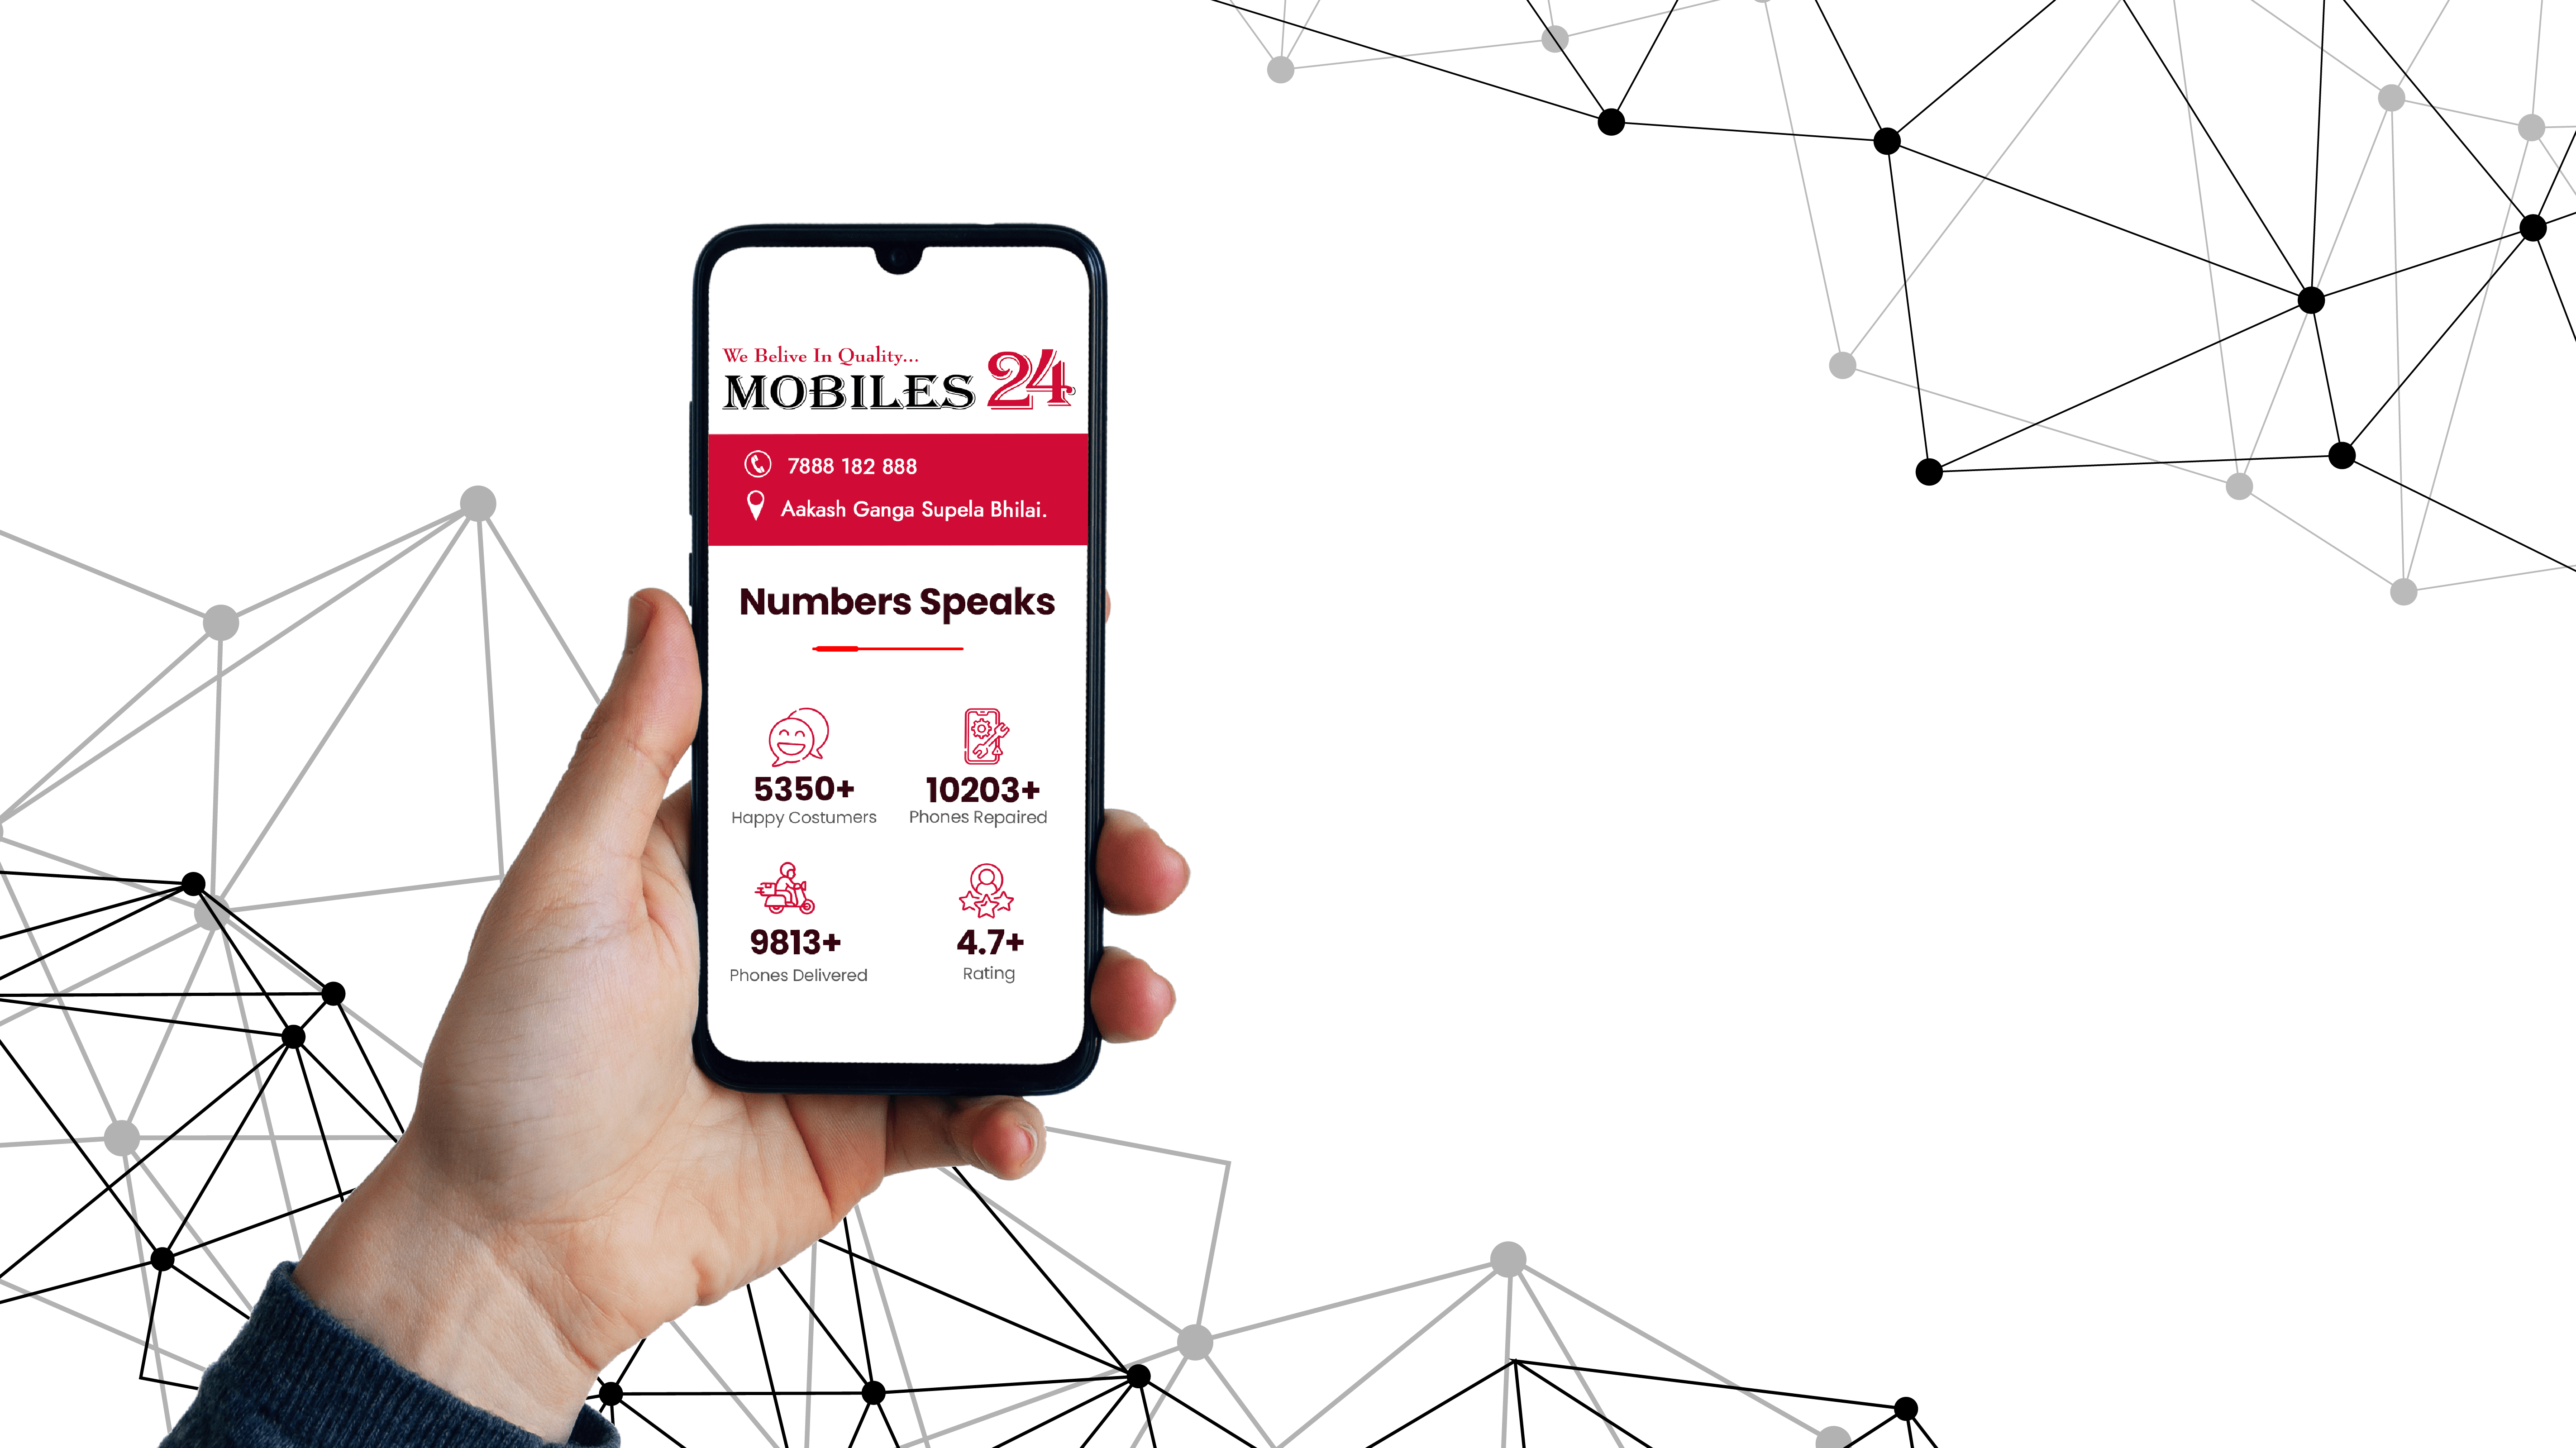 We Belive In Quality...
MOBILES 24
7888 182 888
Aakash Ganga Supela Bhilai.
Numbers Speaks
5350+
Happy Costumers
10203+
Phones Repaired
9813+
Phones Delivered
4.7+
Rating